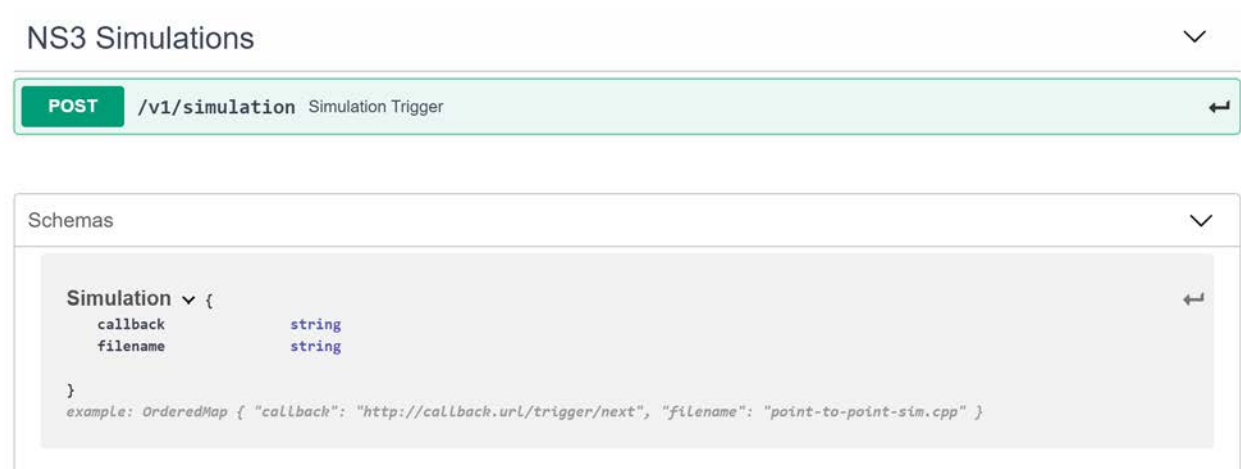 NS3 Simulations
POST /v1/simulation Simulation Trigger
Schemas
Simulation {
callback string
filename string
}
example: OrderedMap { "callback": "http://callback.url/trigger/next", "filename": "point-to-point-sim.cpp" }